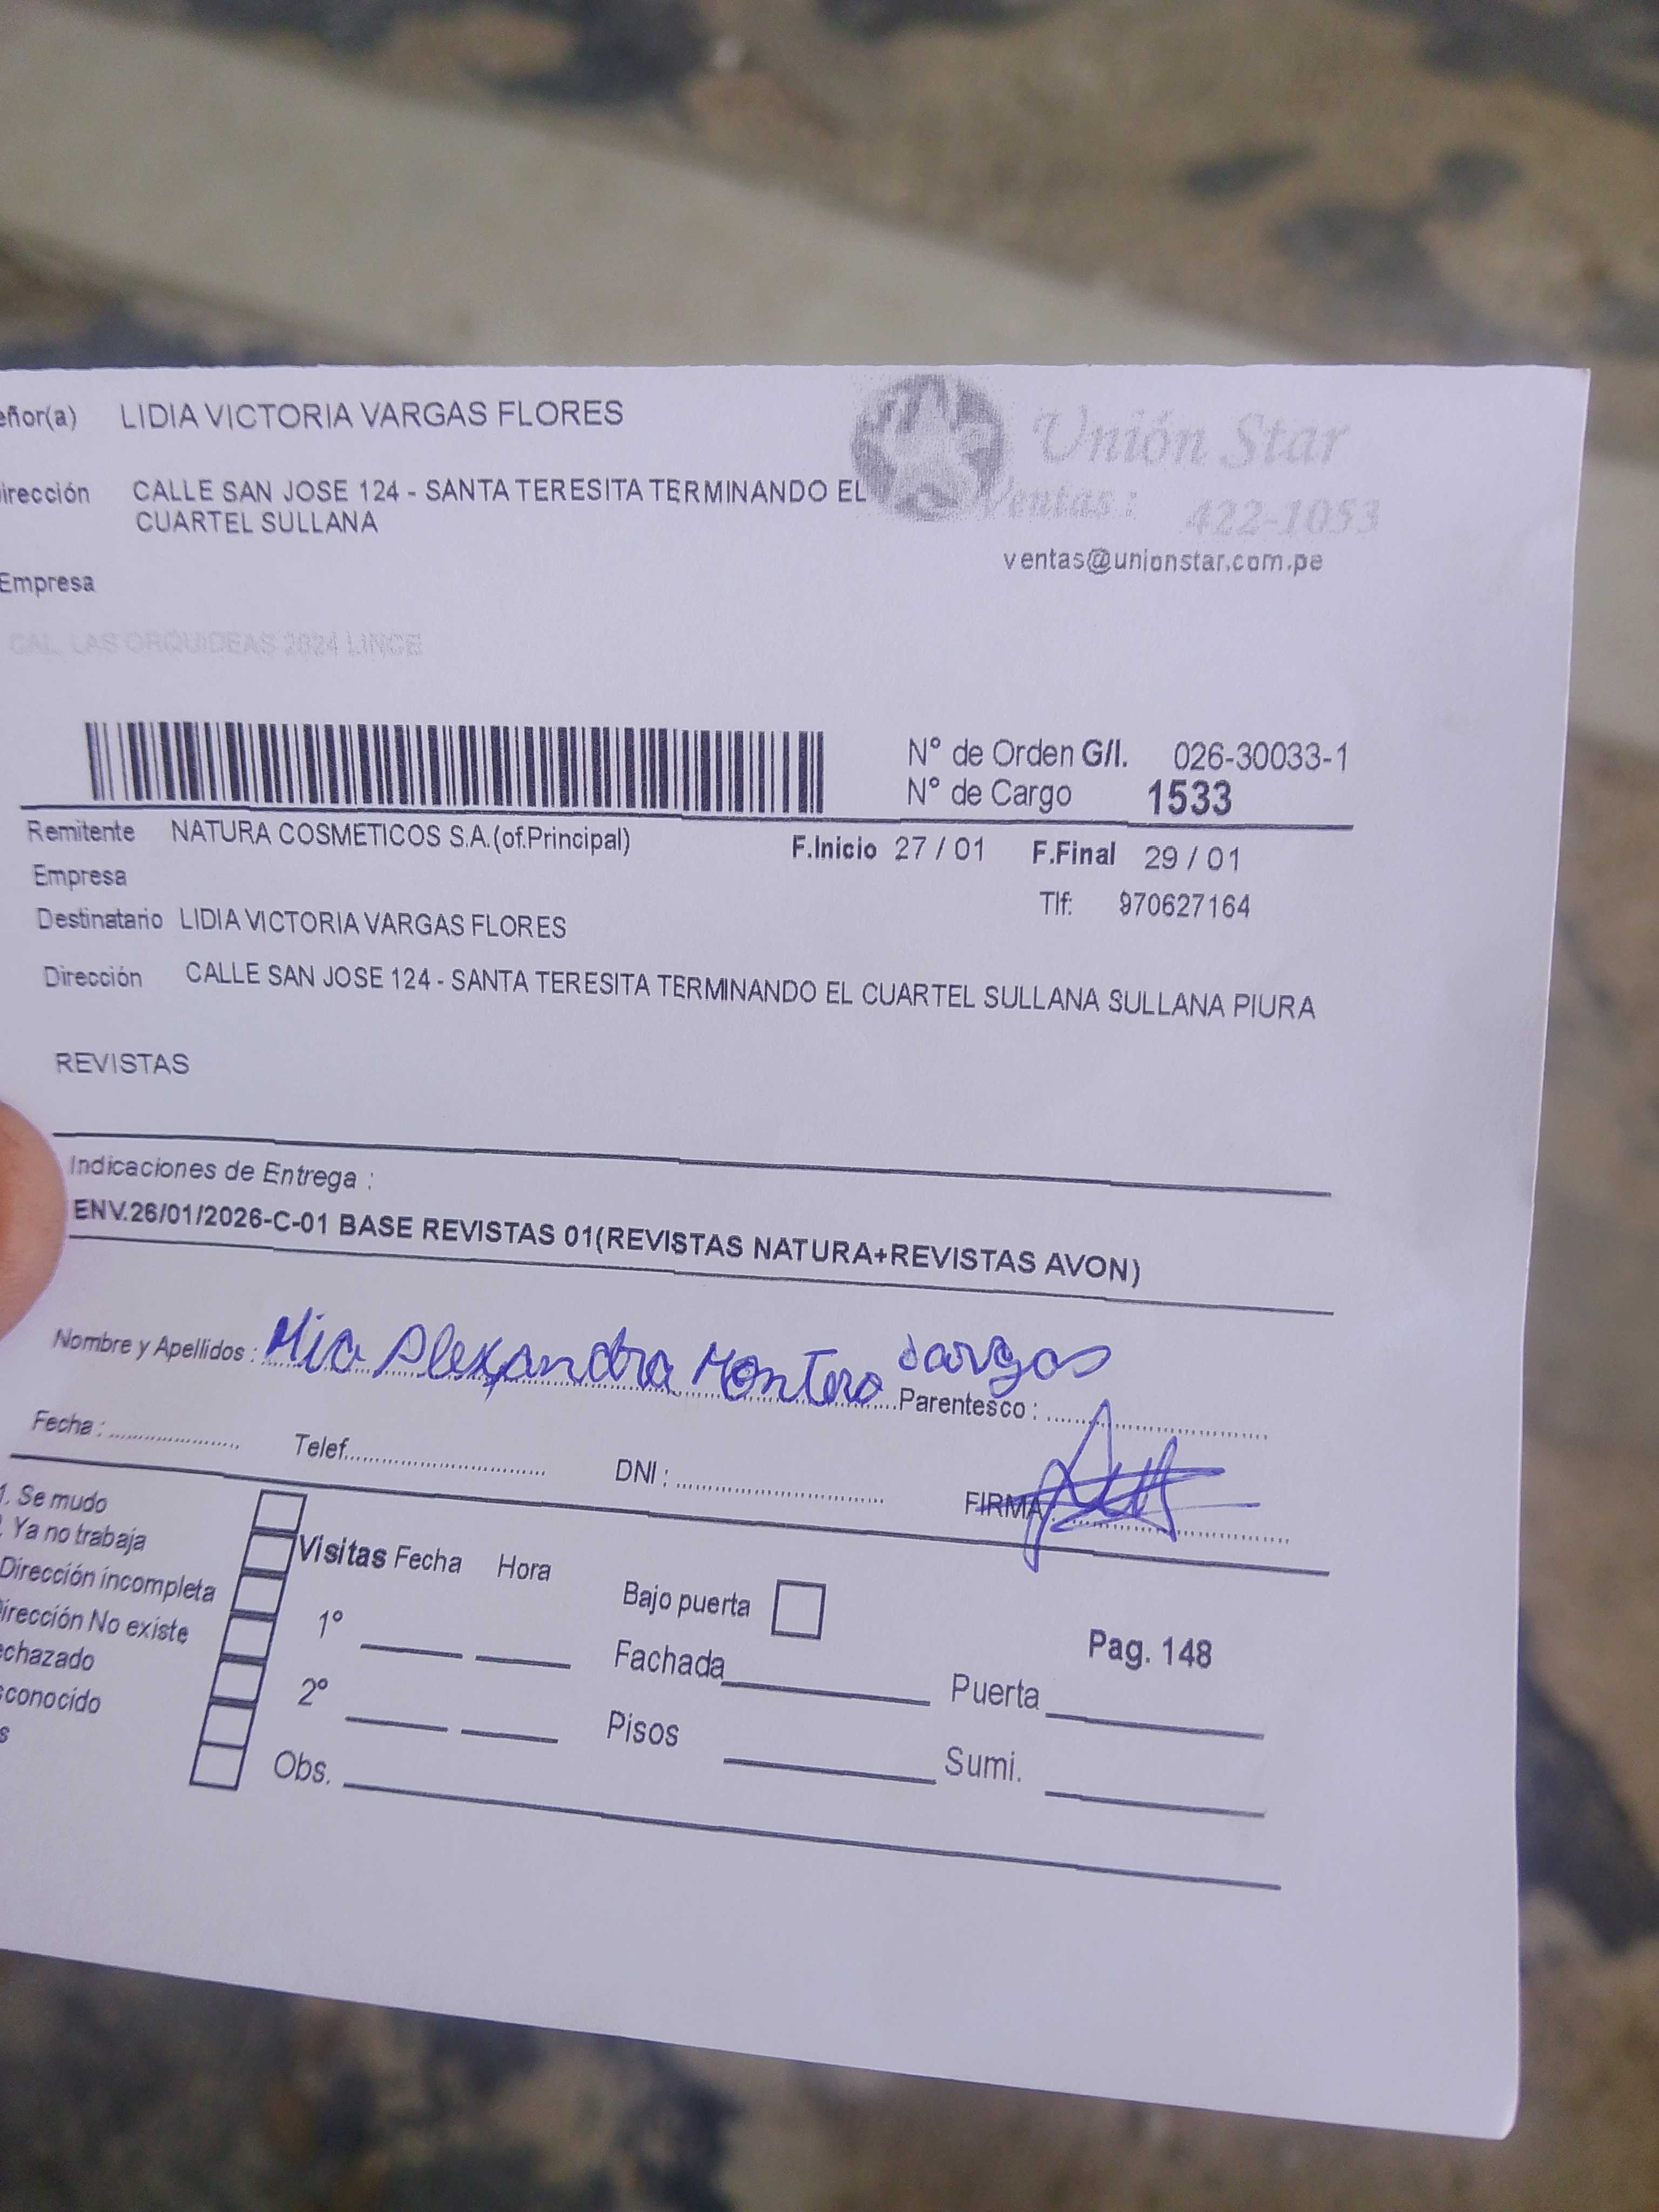 eñor(a) LIDIA VICTORIA VARGAS FLORES
Unión Star
irección CALLE SAN JOSE 124 - SANTA TERESITA TERMINANDO EL
CUARTEL SULLANA
Ventas : 422-1053
ventas@unionstar.com.pe
Empresa
CAL. LAS ORQUIDEAS 2624 LINCE
N° de Orden G/I. 026-30033-1
N° de Cargo 1533
Remitente NATURA COSMETICOS S.A.(of.Principal)
F.Inicio 27 / 01 F.Final 29 / 01
Empresa
Tlf: 970627164
Destinatario LIDIA VICTORIA VARGAS FLORES
Dirección CALLE SAN JOSE 124 - SANTA TERESITA TERMINANDO EL CUARTEL SULLANA SULLANA PIURA
REVISTAS
Indicaciones de Entrega :
ENV.26/01/2026-C-01 BASE REVISTAS 01(REVISTAS NATURA+REVISTAS AVON)
Nombre y Apellidos : Mia Alexandra Montero Vargas
Parentesco :
Fecha : Telef. DNI : FIRMA
1. Se mudo
. Ya no trabaja
Dirección incompleta
irección No existe
echazado
sconocido
s
Visitas Fecha Hora
1°
2°
Obs.
Bajo puerta
Fachada
Pisos
Pag. 148
Puerta
Sumi.